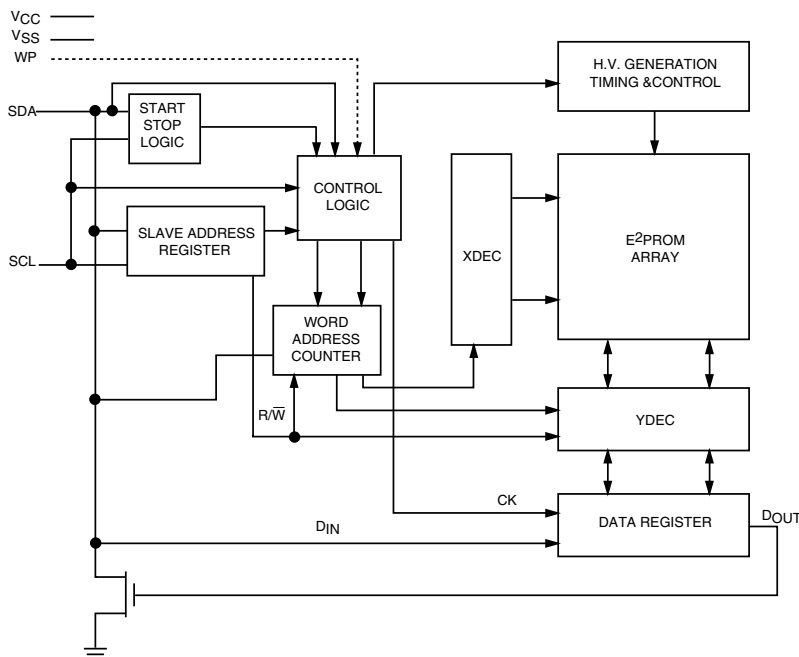 VCC
VSS
WP
SDA
START
STOP
LOGIC
H.V. GENERATION
TIMING &CONTROL
CONTROL
LOGIC
SLAVE ADDRESS
REGISTER
SCL
E2PROM
ARRAY
XDEC
WORD
ADDRESS
COUNTER
R/W̅
YDEC
CK
DIN
DATA REGISTER
DOUT